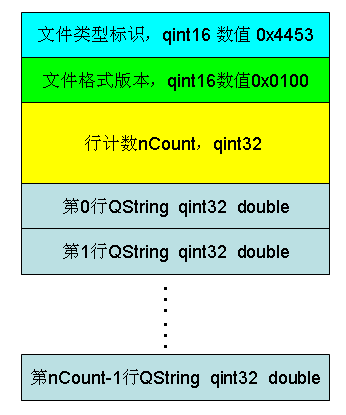 文件类型标识，qint16 数值 0x4453
文件格式版本，qint16数值0x0100
行计数nCount，qint32
第0行QString qint32 double
第1行QString qint32 double
第nCount-1行QString qint32 double